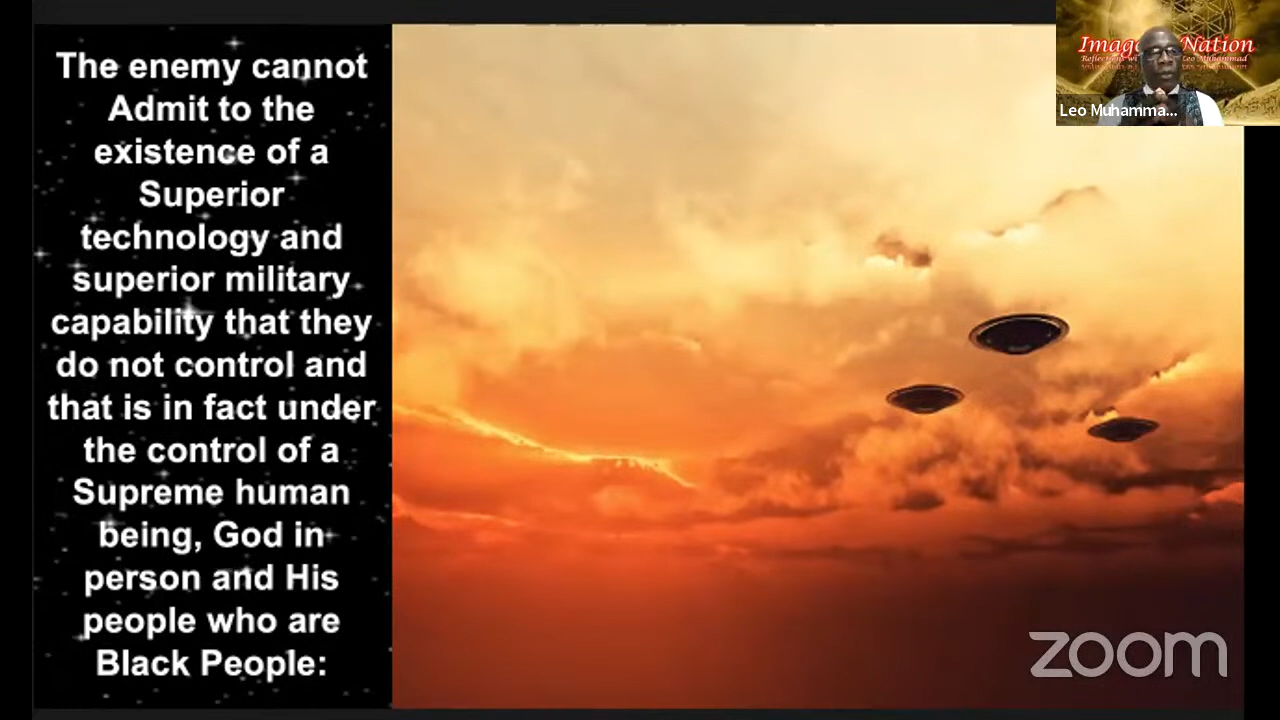 The enemy cannot
Admit to the
existence of a
Superior
technology and
superior military
capability that they
do not control and
that is in fact under
the control of a
Supreme human
being, God in
person and His
people who are
Black People:
Leo Muhamma...
zoom